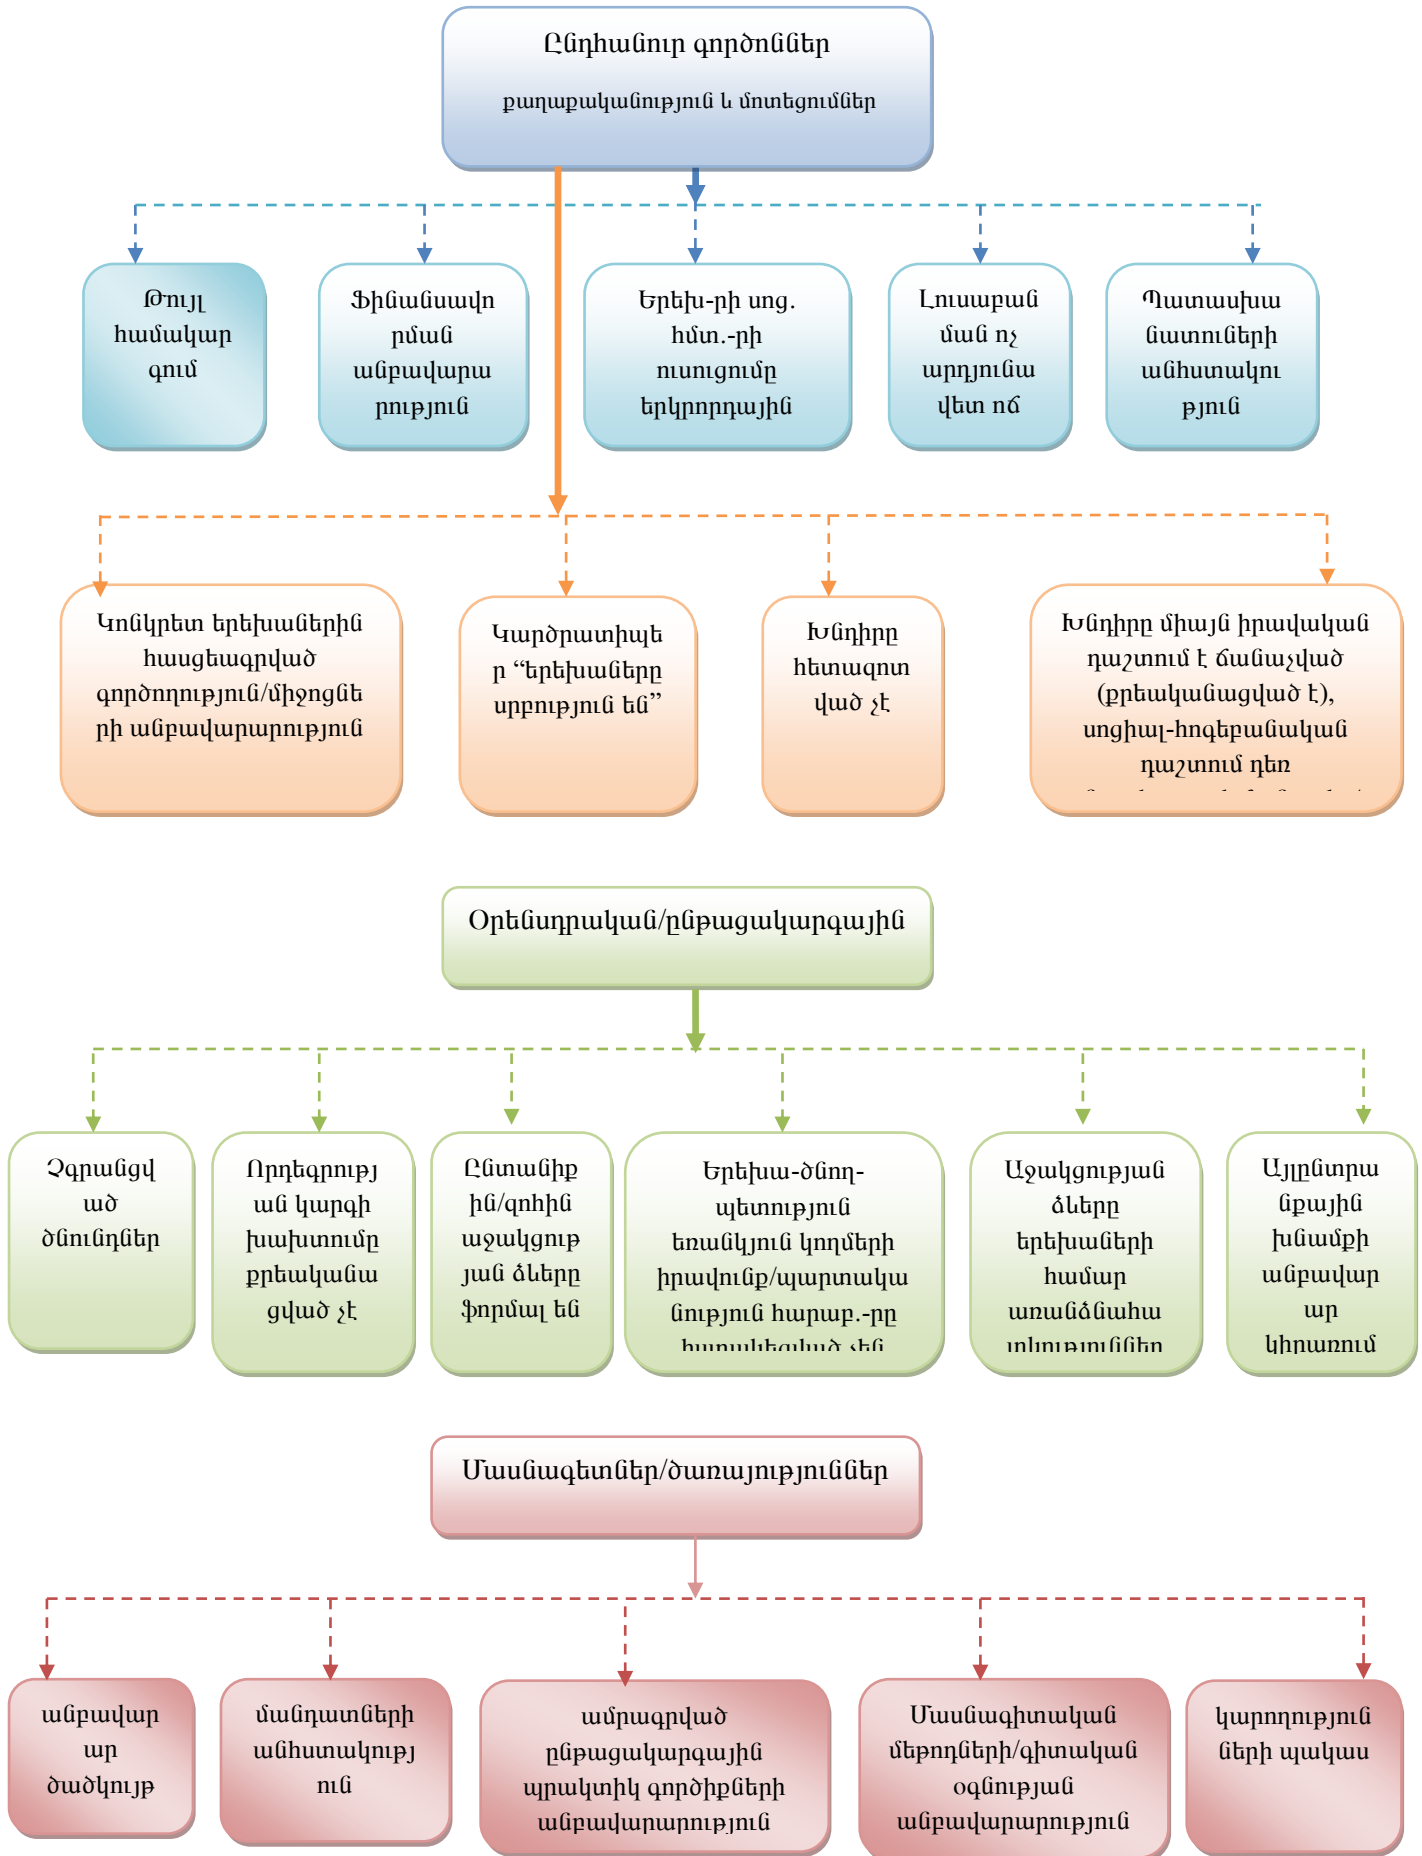 Ընդհանուր գործոններ
քաղաքականություն և մոտեցումներ
Թույլ
համակար
գում
Ֆինանսավո
րման
անբավարա
րություն
Երեխ-րի սոց.
հմտ.-րի
ուսուցումը
երկրորդային
Լուսաբան
ման ոչ
արդյունա
վետ ոճ
Պատասխա
նատուների
անհստակու
թյուն
Կոնկրետ երեխաներին
հասցեագրված
գործողություն/միջոցնե
րի անբավարարություն
Կարծրատիպե
ր “երեխաները
սրբություն են”
Խնդիրը
հետազոտ
ված չէ
Խնդիրը միայն իրավական
դաշտում է ճանաչված
(քրեականացված է),
սոցիալ-հոգեբանական
դաշտում դեռ
Օրենսդրական/ընթացակարգային
Չգրանցվ
ած
ծնունդներ
Որդեգրությ
ան կարգի
խախտումը
քրեականա
ցված չէ
Ընտանիք
ին/զոհին
աջակցութ
յան ձևերը
ֆորմալ են
Երեխա-ծնող-
պետություն
եռանկյուն կողմերի
իրավունք/պարտակա
նություն հարաբ.-րը
հստակեցված չեն
Աջակցության
ձևերը
երեխաների
համար
առանձնահա
տկություններ
Այլընտրա
նքային
խնամքի
անբավար
ար
կիրառում
Մասնագետներ/ծառայություններ
անբավար
ար
ծածկույթ
մանդատների
անհստակությ
ուն
ամրագրված
ընթացակարգային
պրակտիկ գործիքների
անբավարարություն
Մասնագիտական
մեթոդների/գիտական
օգնության
անբավարարություն
կարողություն
ների պակաս